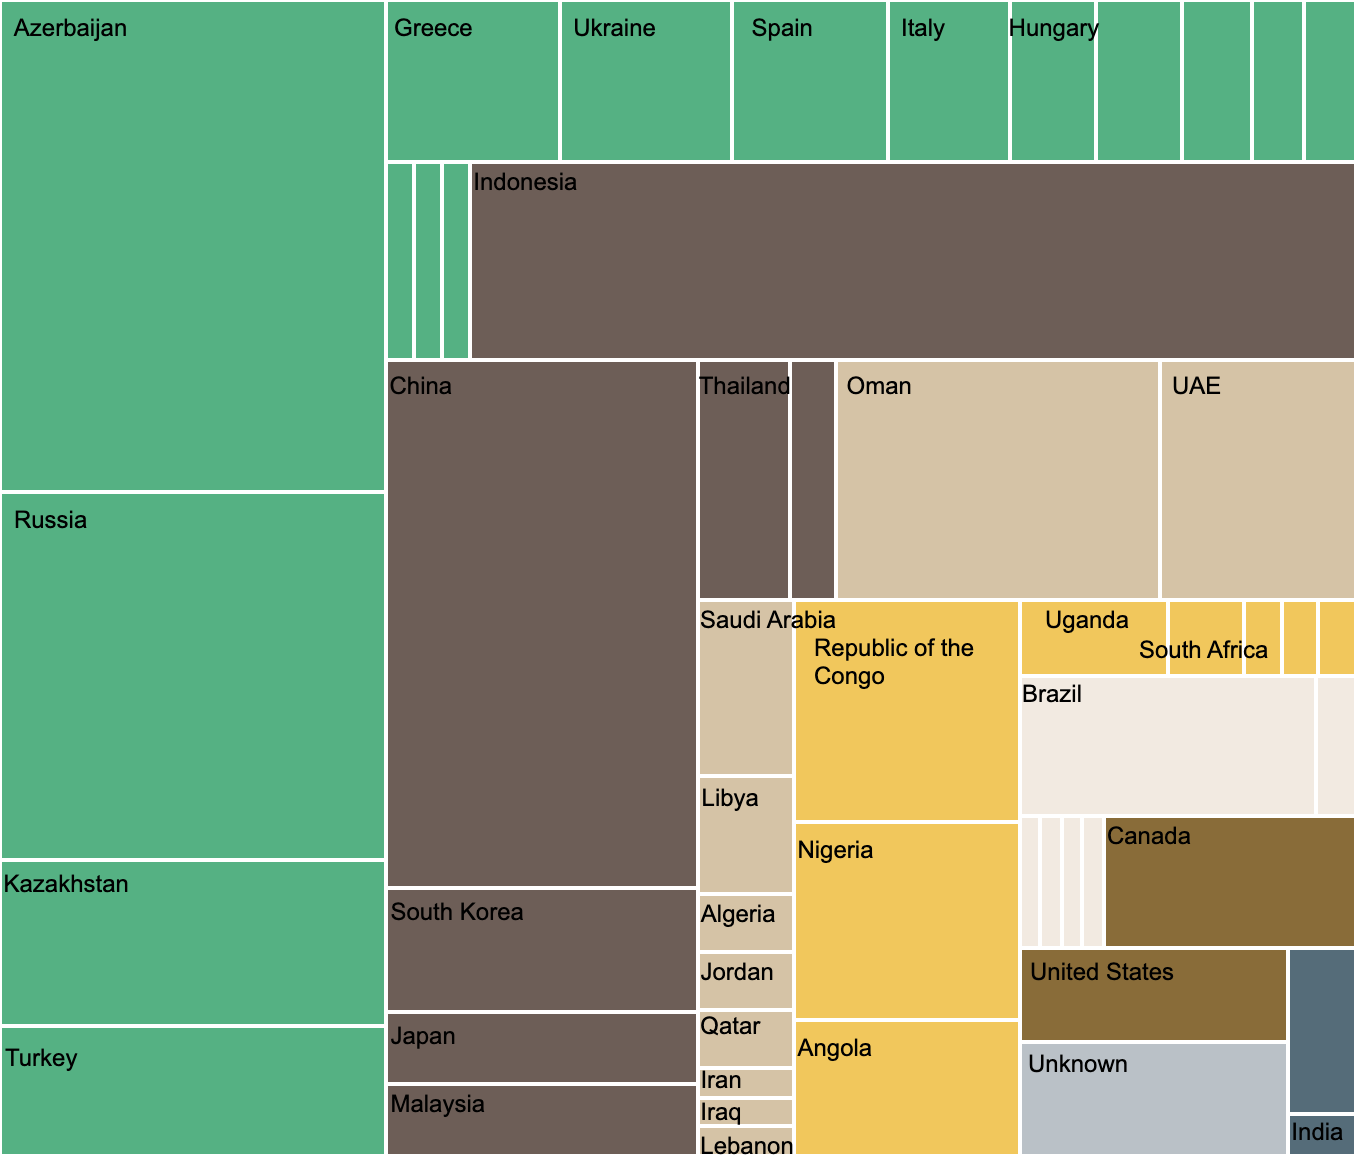 Azerbaijan
Greece
Ukraine
Spain
Italy
Hungary
Indonesia
China
Thailand
Oman
UAE
Russia
Saudi Arabia
Republic of the
Congo
Uganda
South Africa
Brazil
Libya
Canada
Nigeria
Kazakhstan
South Korea
Algeria
Jordan
United States
Qatar
Japan
Angola
Turkey
Unknown
Iran
Malaysia
Iraq
India
Lebanon